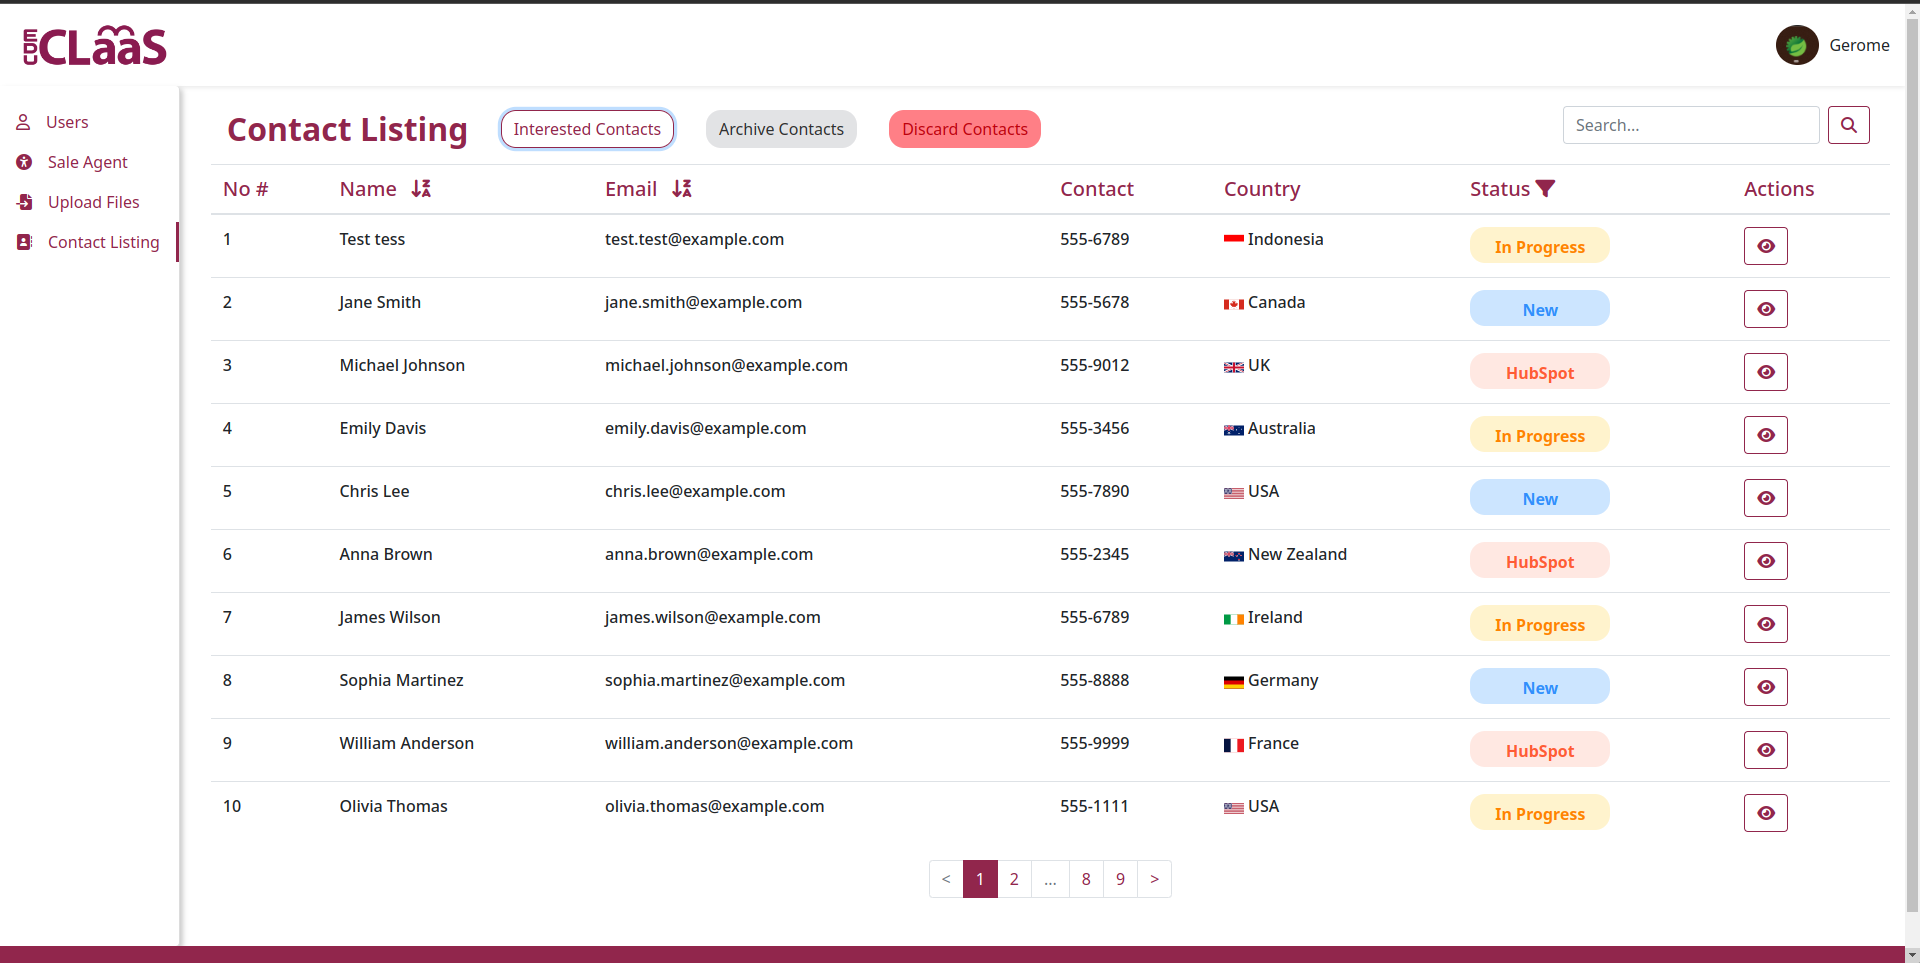 COM CLaaS
Gerome
Users
Sale Agent
Upload Files
Contact Listing
Contact Listing Interested Contacts Archive Contacts Discard Contacts Search...
No # Name Email Contact Country Status Actions
1 Test tess test.test@example.com 555-6789 Indonesia In Progress
2 Jane Smith jane.smith@example.com 555-5678 Canada New
3 Michael Johnson michael.johnson@example.com 555-9012 UK HubSpot
4 Emily Davis emily.davis@example.com 555-3456 Australia In Progress
5 Chris Lee chris.lee@example.com 555-7890 USA New
6 Anna Brown anna.brown@example.com 555-2345 New Zealand HubSpot
7 James Wilson james.wilson@example.com 555-6789 Ireland In Progress
8 Sophia Martinez sophia.martinez@example.com 555-8888 Germany New
9 William Anderson william.anderson@example.com 555-9999 France HubSpot
10 Olivia Thomas olivia.thomas@example.com 555-1111 USA In Progress
< 1 2 ... 8 9 >